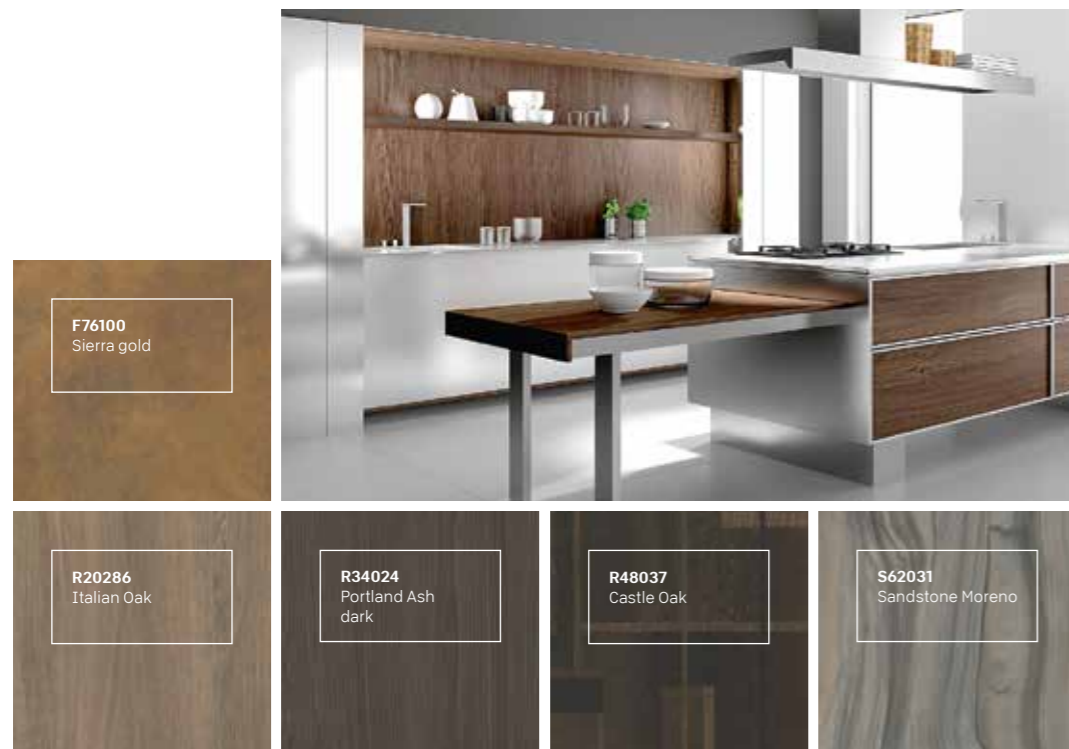 F76100
Sierra gold
R20286
Italian Oak
R34024
Portland Ash
dark
R48037
Castle Oak
S62031
Sandstone Moreno